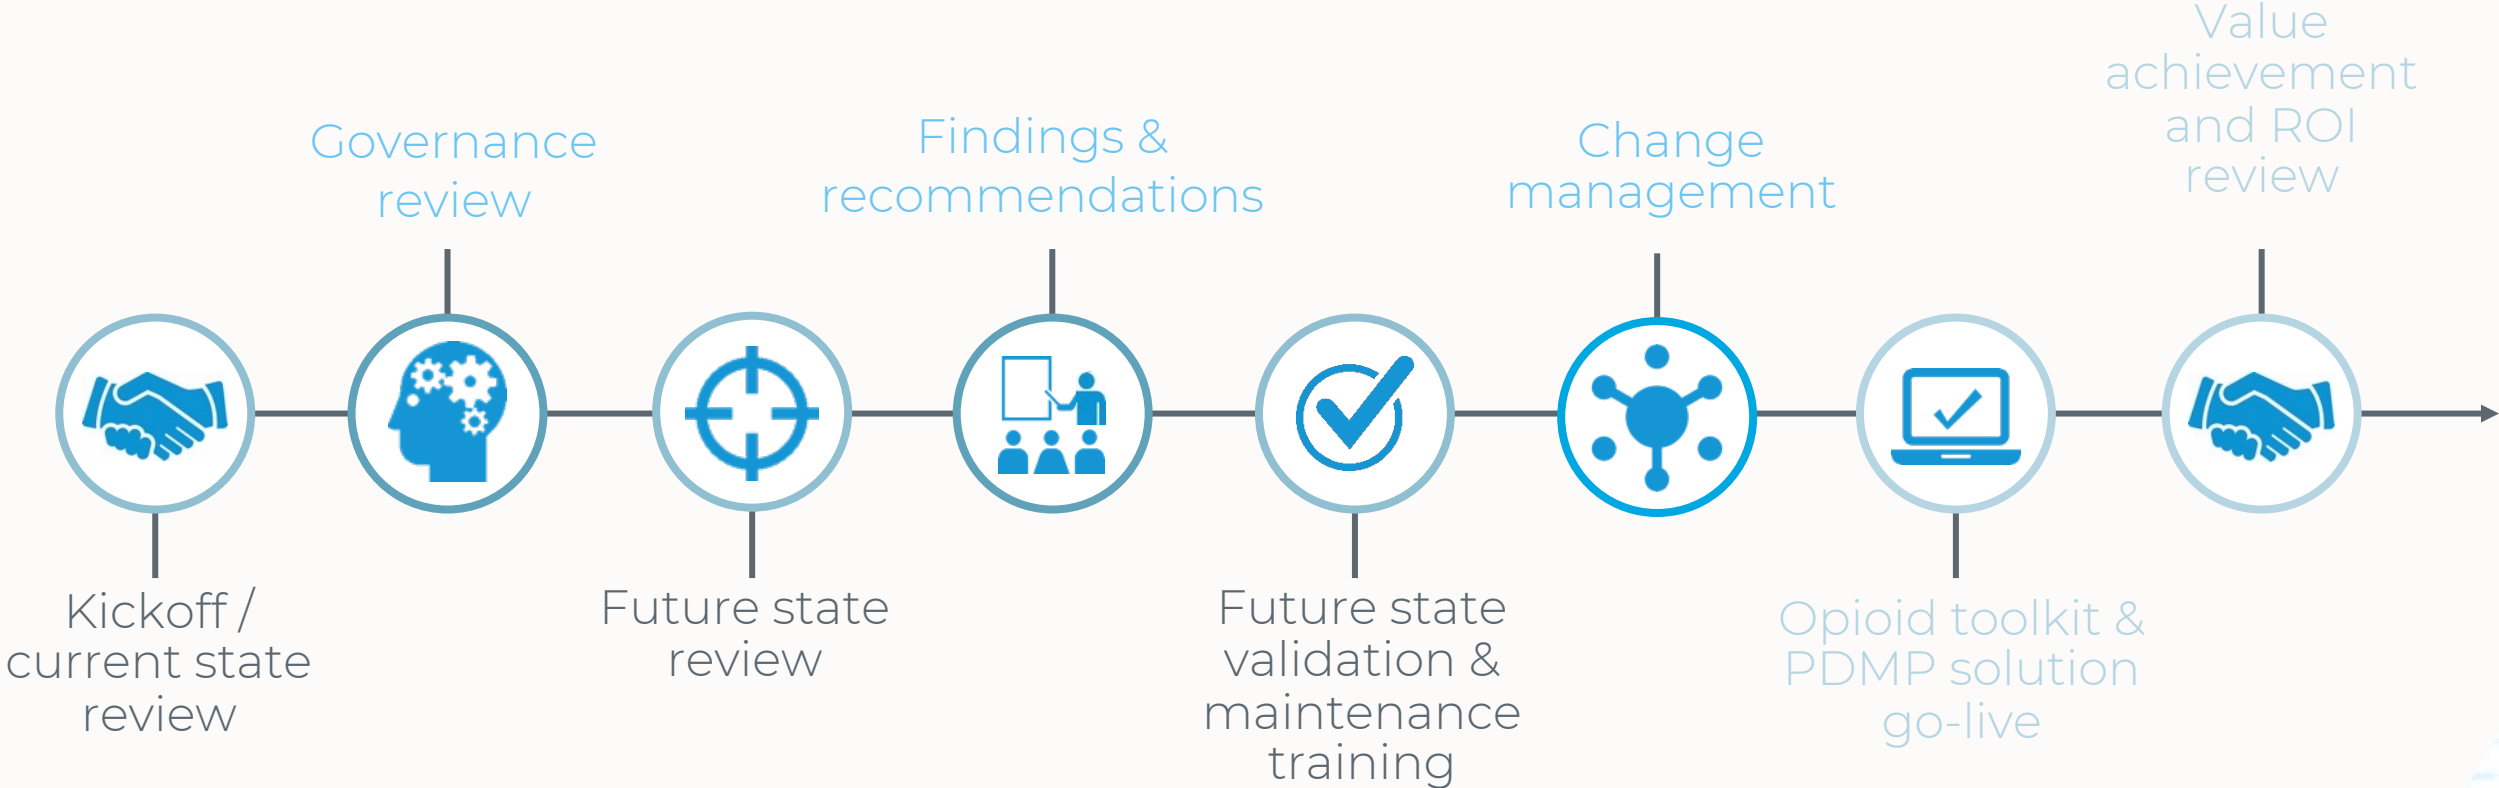 Kickoff /
current state
review
Governance
review
Future state
review
Findings &
recommendations
Future state
validation &
maintenance
training
Change
management
Opioid toolkit &
PDMP solution
go-live
Value
achievement
and ROI
review